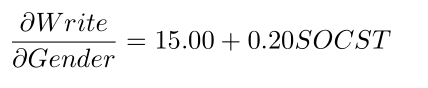 ∂Write/∂Gender = 15.00 + 0.20SOCST